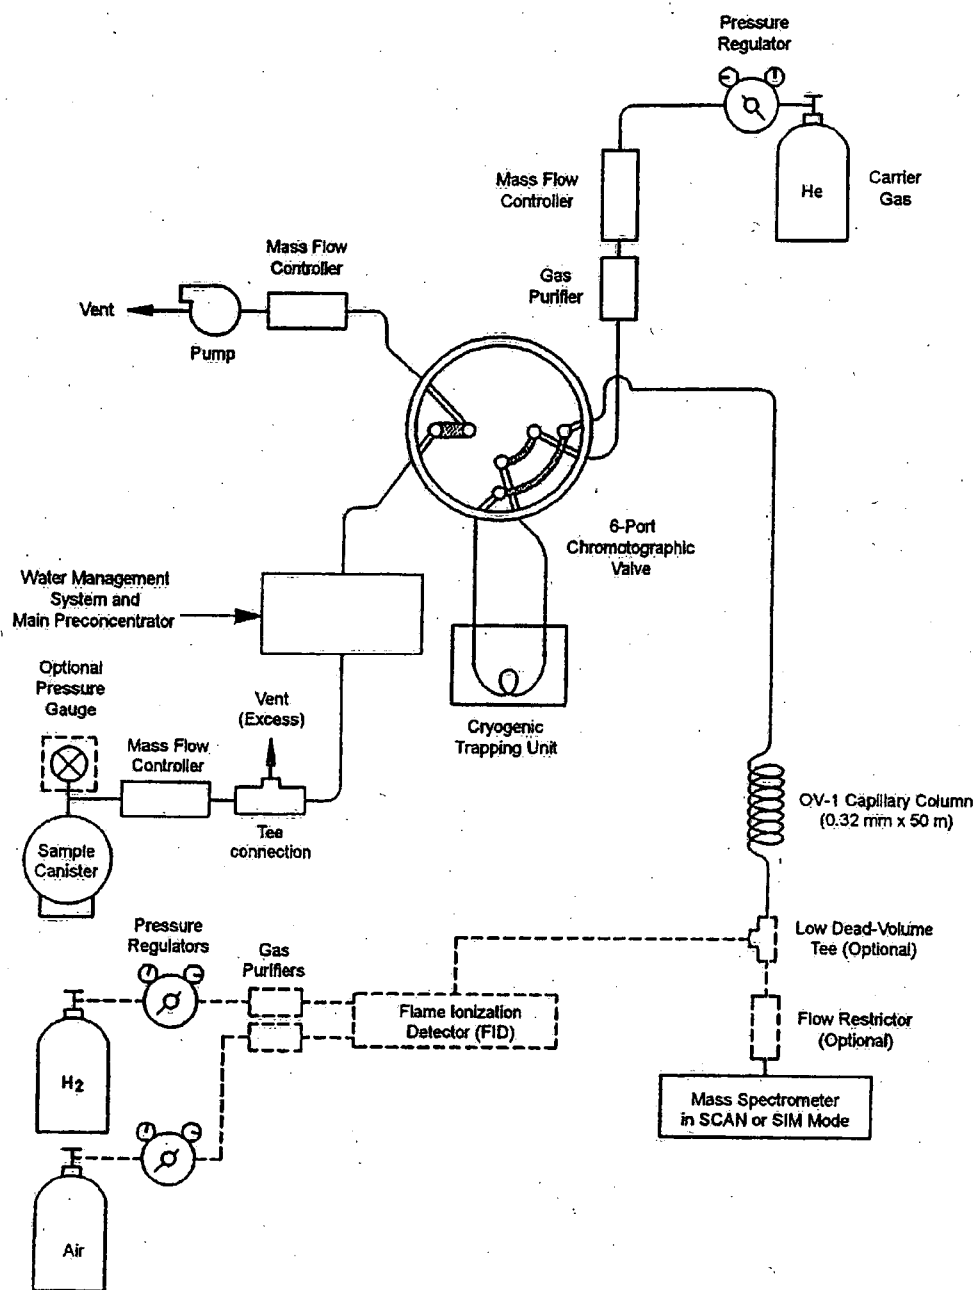 Pressure
Regulator
He
Carrier
Gas
Mass Flow
Controller
Gas
Purifier
Mass Flow
Controller
Vent
Pump
6-Port
Chromotographic
Valve
Water Management
System and
Main Preconcentrator
Optional
Pressure
Gauge
Vent
(Excess)
Cryogenic
Trapping Unit
Mass Flow
Controller
Tee
connection
Sample
Canister
OV-1 Capillary Column
(0.32 mm x 50 m)
Low Dead-Volume
Tee (Optional)
Pressure
Regulators
Gas
Purifiers
Flame Ionization
Detector (FID)
Flow Restrictor
(Optional)
H2
Mass Spectrometer
in SCAN or SIM Mode
Air